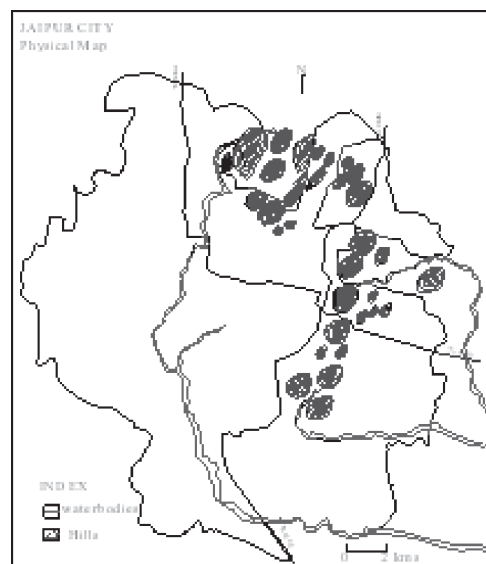 JAIPUR CITY
Physical Map
N
INDEX
waterbodies
Hills
0 2 kms